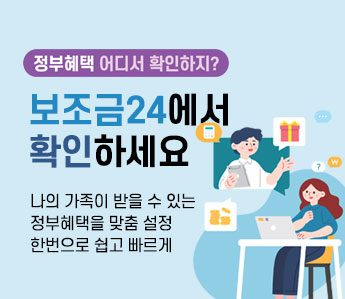 정부혜택 어디서 확인하지?
보조금24에서
확인하세요
나의 가족이 받을 수 있는
정부혜택을 맞춤 설정
한번으로 쉽고 빠르게
?
₩